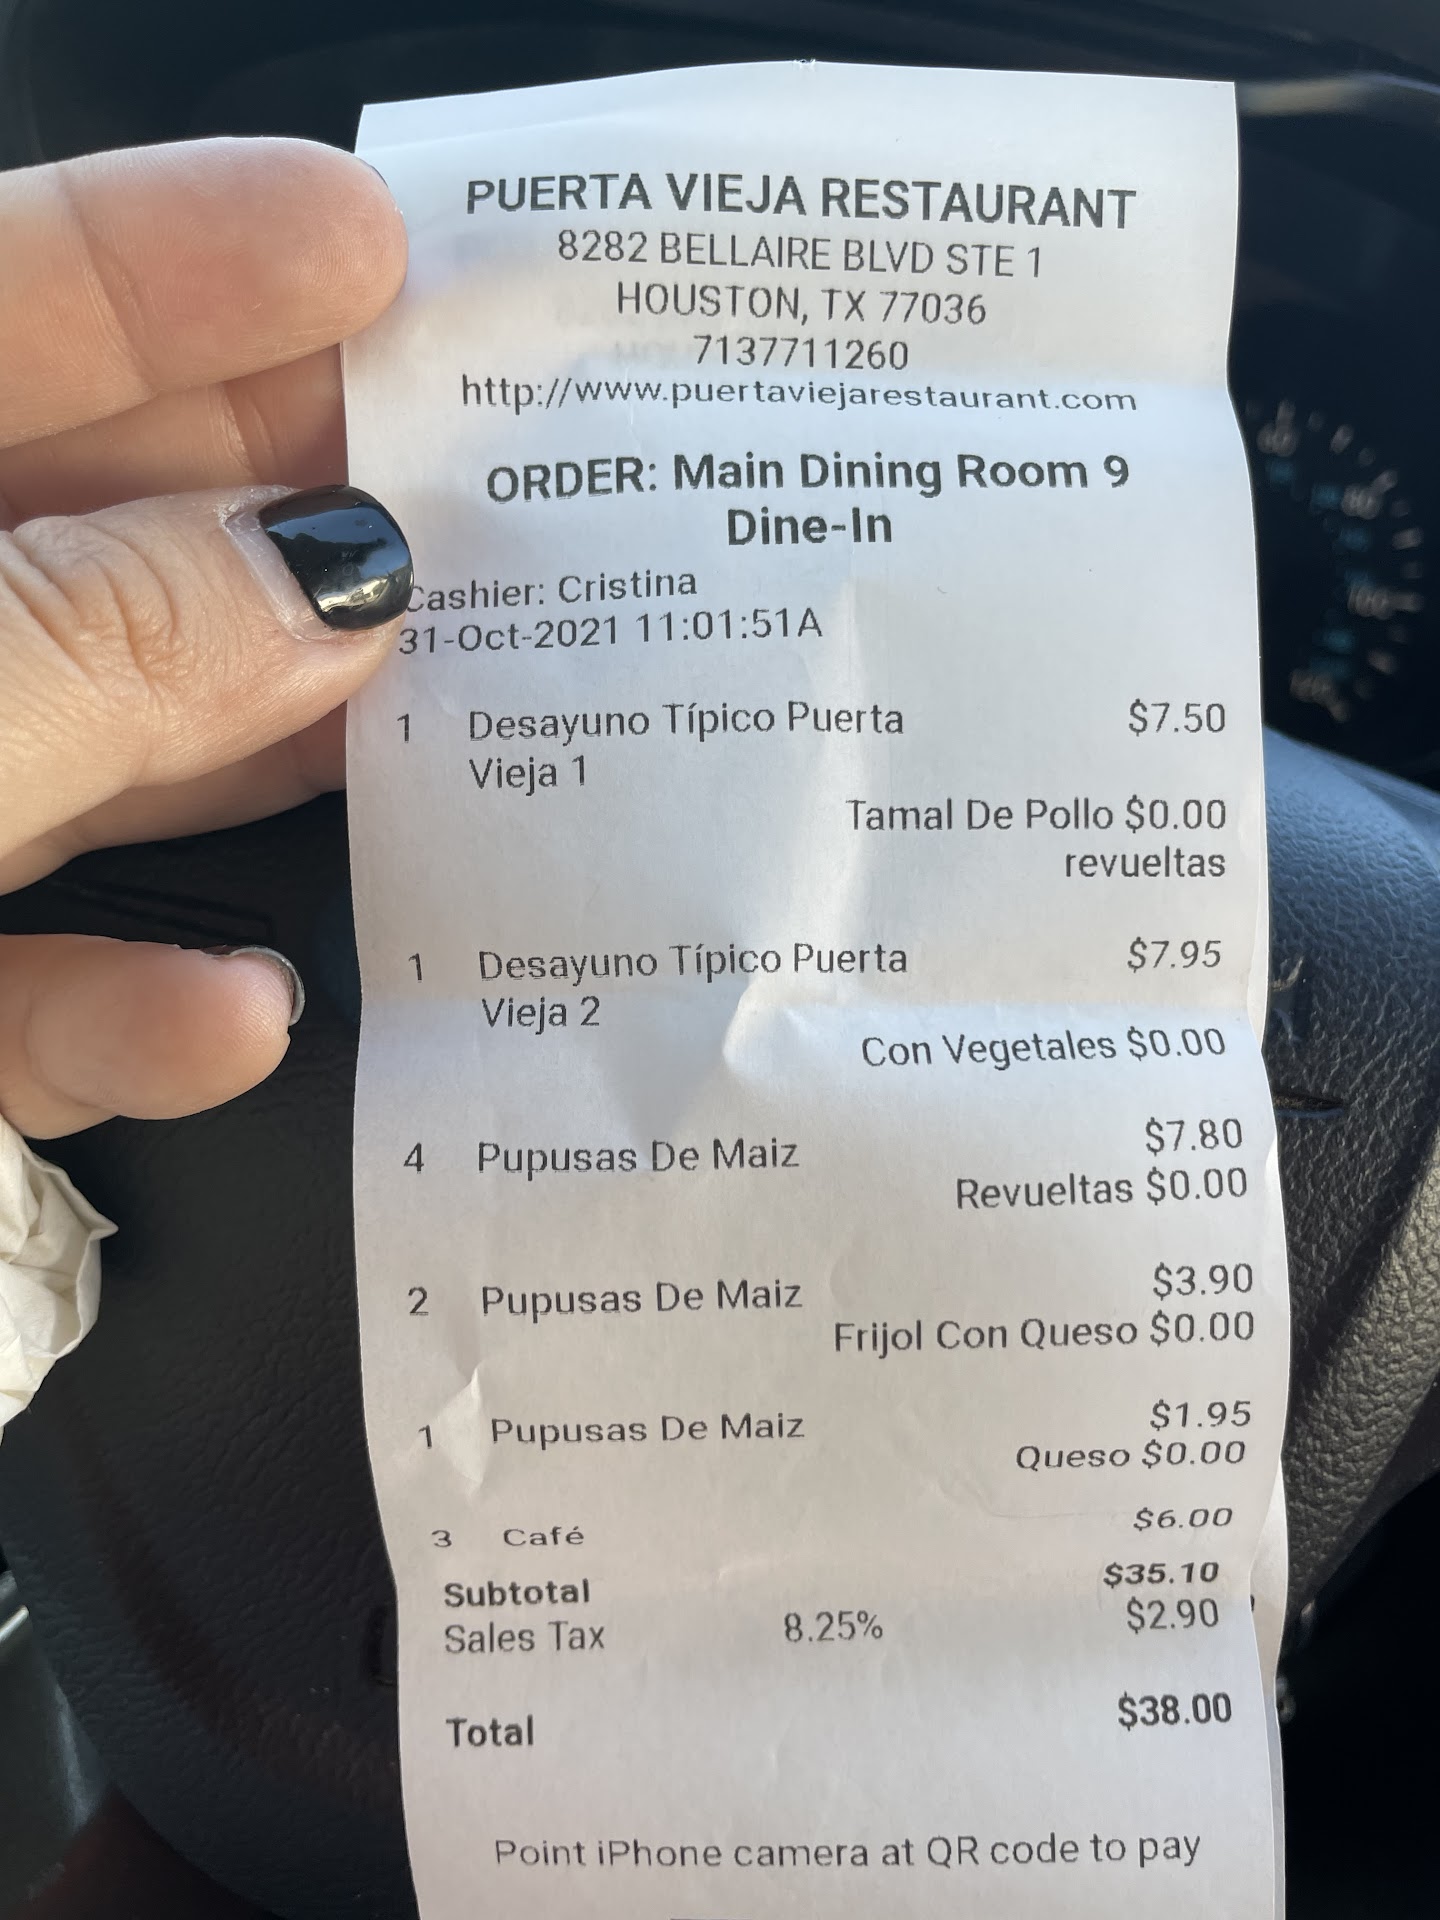 PUERTA VIEJA RESTAURANT
8282 BELLAIRE BLVD STE 1
HOUSTON, TX 77036
7137711260
http://www.puertaviejarestaurant.com
ORDER: Main Dining Room 9
Dine-In
Cashier: Cristina
31-Oct-2021 11:01:51A
1 Desayuno Típico Puerta $7.50
Vieja 1
Tamal De Pollo $0.00
revueltas
1 Desayuno Típico Puerta $7.95
Vieja 2
Con Vegetales $0.00
4 Pupusas De Maiz $7.80
Revueltas $0.00
2 Pupusas De Maiz $3.90
Frijol Con Queso $0.00
1 Pupusas De Maiz $1.95
Queso $0.00
3 Café $6.00
Subtotal $35.10
Sales Tax 8.25% $2.90
Total $38.00
Point iPhone camera at QR code to pay